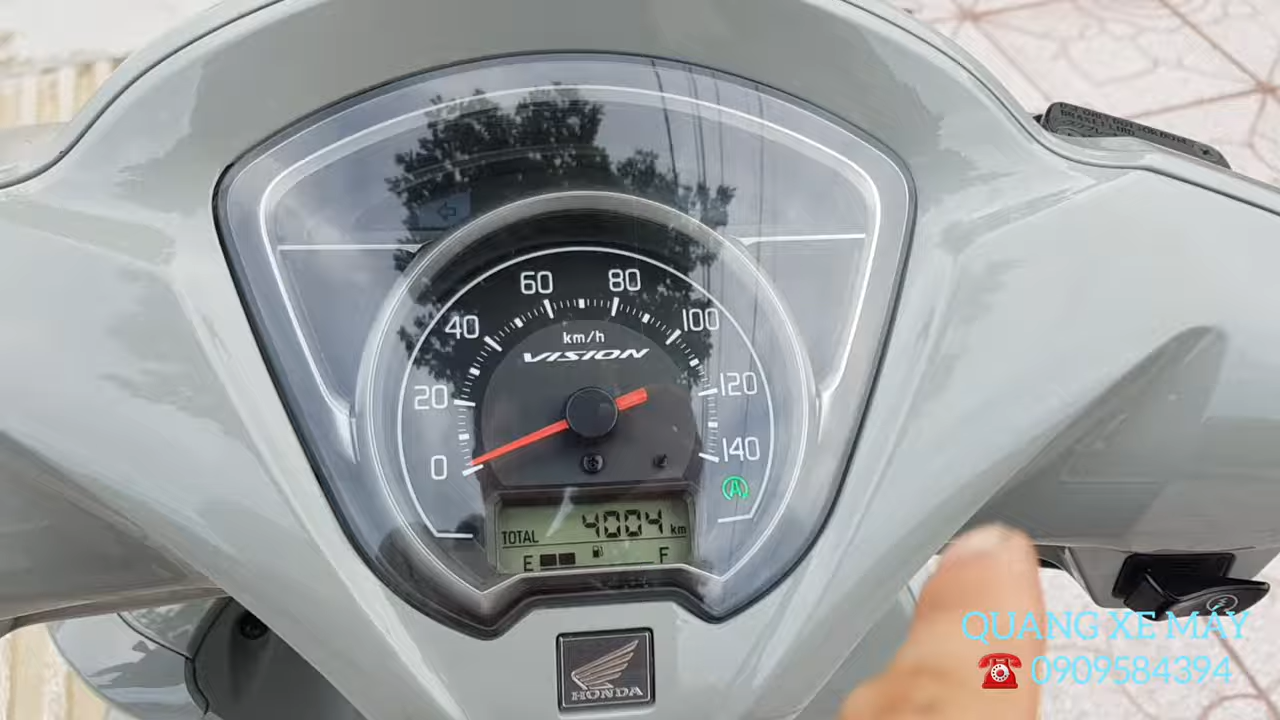 60 80
40 100
km/h
VISION
20 120
0 140
A
4004 km
TOTAL
E F
HONDA
QUANG XE MÁY
0909584394